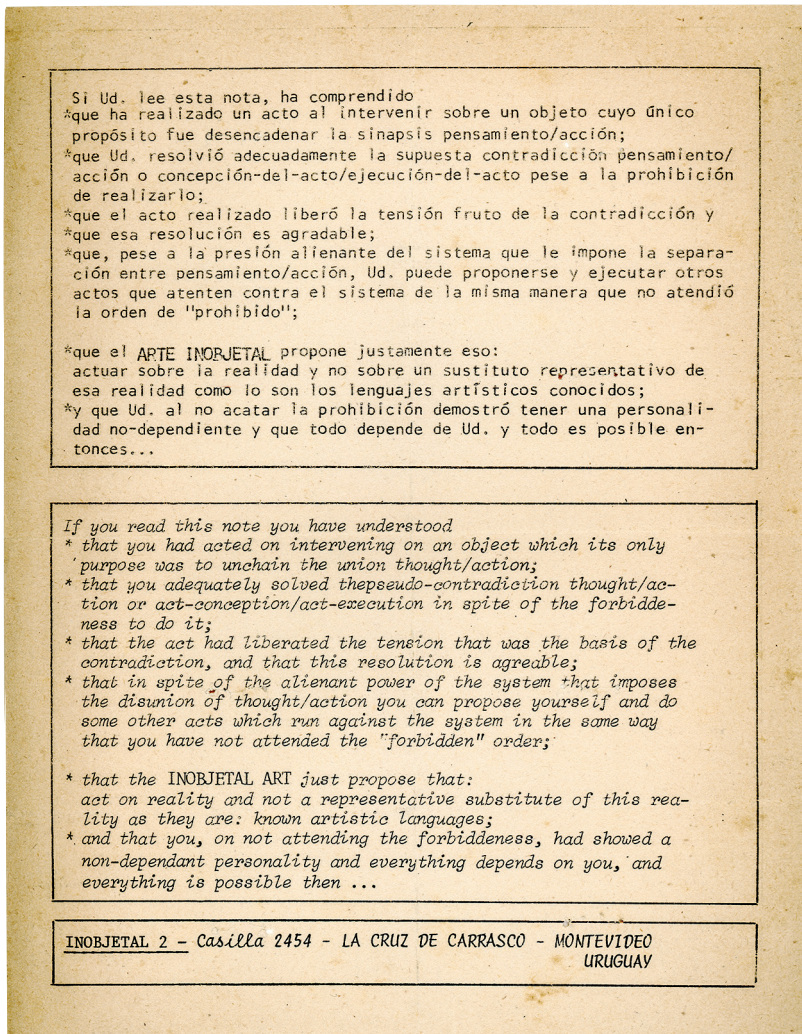 Si Ud. lee esta nota, ha comprendido
*que ha realizado un acto al intervenir sobre un objeto cuyo único
propósito fue desencadenar la sinapsis pensamiento/acción;
*que Ud. resolvió adecuadamente la supuesta contradicción pensamiento/
acción o concepción-del-acto/ejecución-del-acto pese a la prohibición
de realizarlo;
*que el acto realizado liberó la tensión fruto de la contradicción y
*que esa resolución es agradable;
*que, pese a la presión alienante del sistema que le impone la separa-
ción entre pensamiento/acción, Ud. puede proponerse y ejecutar otros
actos que atenten contra el sistema de la misma manera que no atendió
la orden de "prohibido";
*que el ARTE INOBJETAL propone justamente eso:
actuar sobre la realidad y no sobre un sustituto representativo de
esa realidad como lo son los lenguajes artísticos conocidos;
*y que Ud. al no acatar la prohibición demostró tener una personali-
dad no-dependiente y que todo depende de Ud. y todo es posible en-
tonces...
If you read this note you have understood
* that you had acted on intervening on an object which its only
purpose was to unchain the union thought/action;
* that you adequately solved thepseudo-contradiction thought/ac-
tion or act-conception/act-execution in spite of the forbidde-
ness to do it;
* that the act had liberated the tension that was the basis of the
contradiction, and that this resolution is agreable;
* that in spite of the alienant power of the system that imposes
the disunion of thought/action you can propose yourself and do
some other acts which run against the system in the same way
that you have not attended the "forbidden" order;
* that the INOBJETAL ART just propose that:
act on reality and not a representative substitute of this rea-
lity as they are: known artistic languages;
* and that you, on not attending the forbiddeness, had showed a
non-dependant personality and everything depends on you, and
everything is possible then ...
INOBJETAL 2 - Casilla 2454 - LA CRUZ DE CARRASCO - MONTEVIDEO
URUGUAY